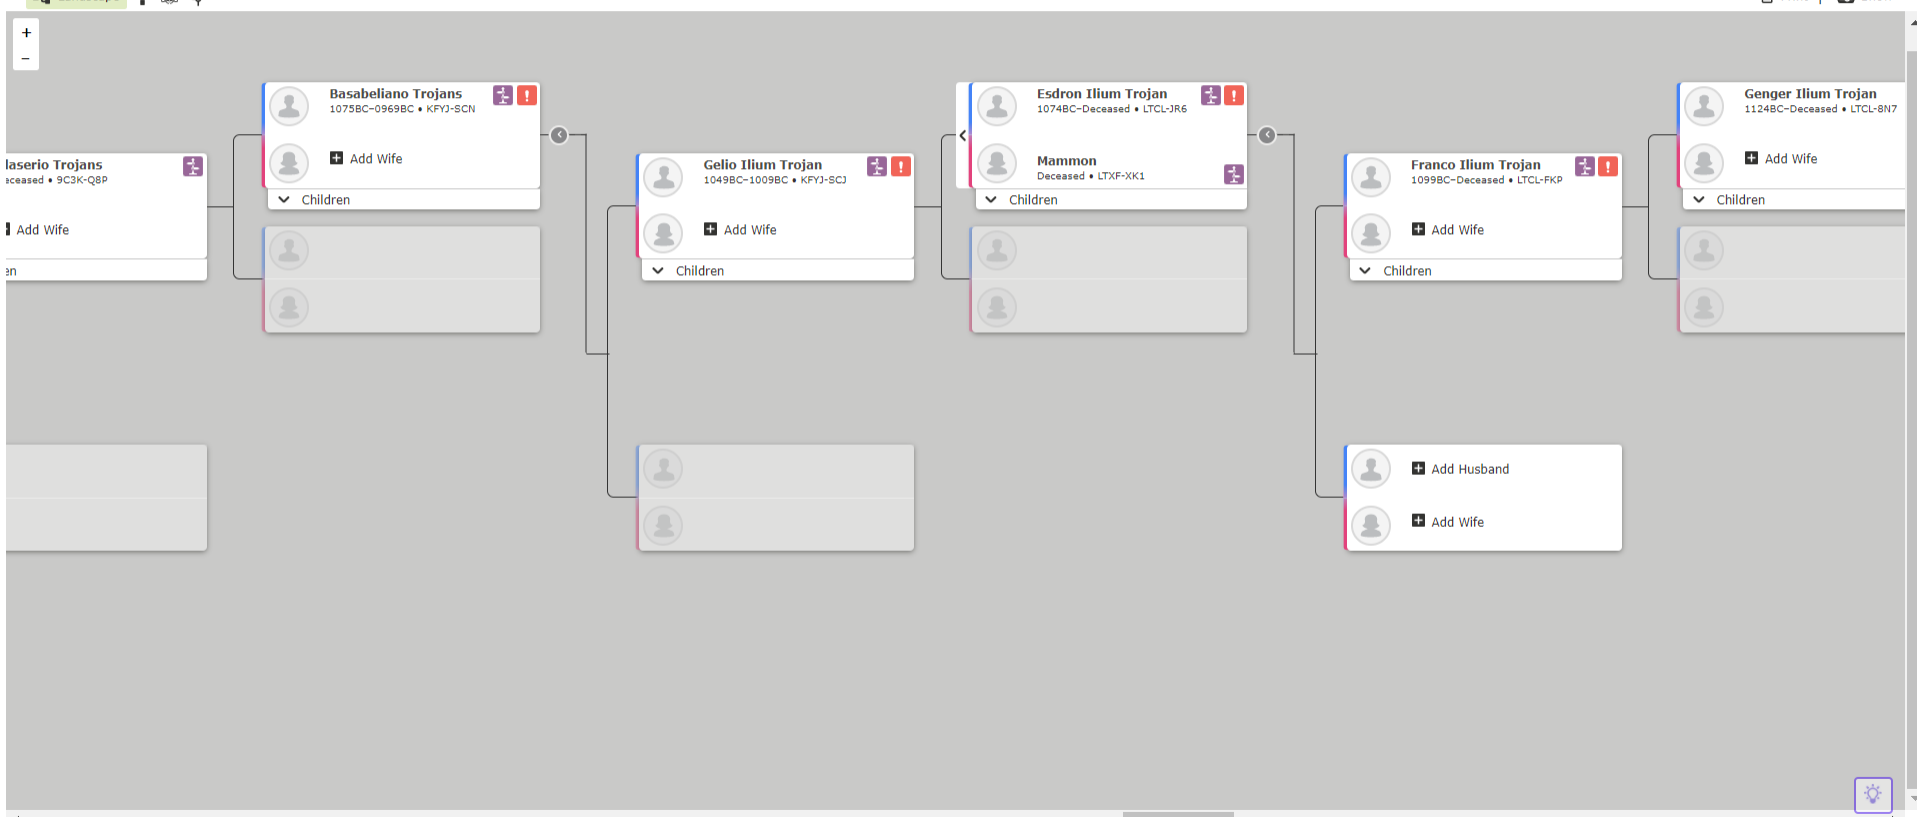 +
−
Basabeliano Trojans
1075BC–0969BC • KFYJ-SCN
Add Wife
Children
Esdron Ilium Trojan
1074BC–Deceased • LTCL-JR6
Mammon
Deceased • LTXF-XK1
Children
Genger Ilium Trojan
1124BC–Deceased • LTCL-8N7
Add Wife
Children
laserio Trojans
eceased • 9C3K-Q8P
Add Wife
en
Gelio Ilium Trojan
1049BC–1009BC • KFYJ-SCJ
Add Wife
Children
Franco Ilium Trojan
1099BC–Deceased • LTCL-FKP
Add Wife
Children
Add Husband
Add Wife